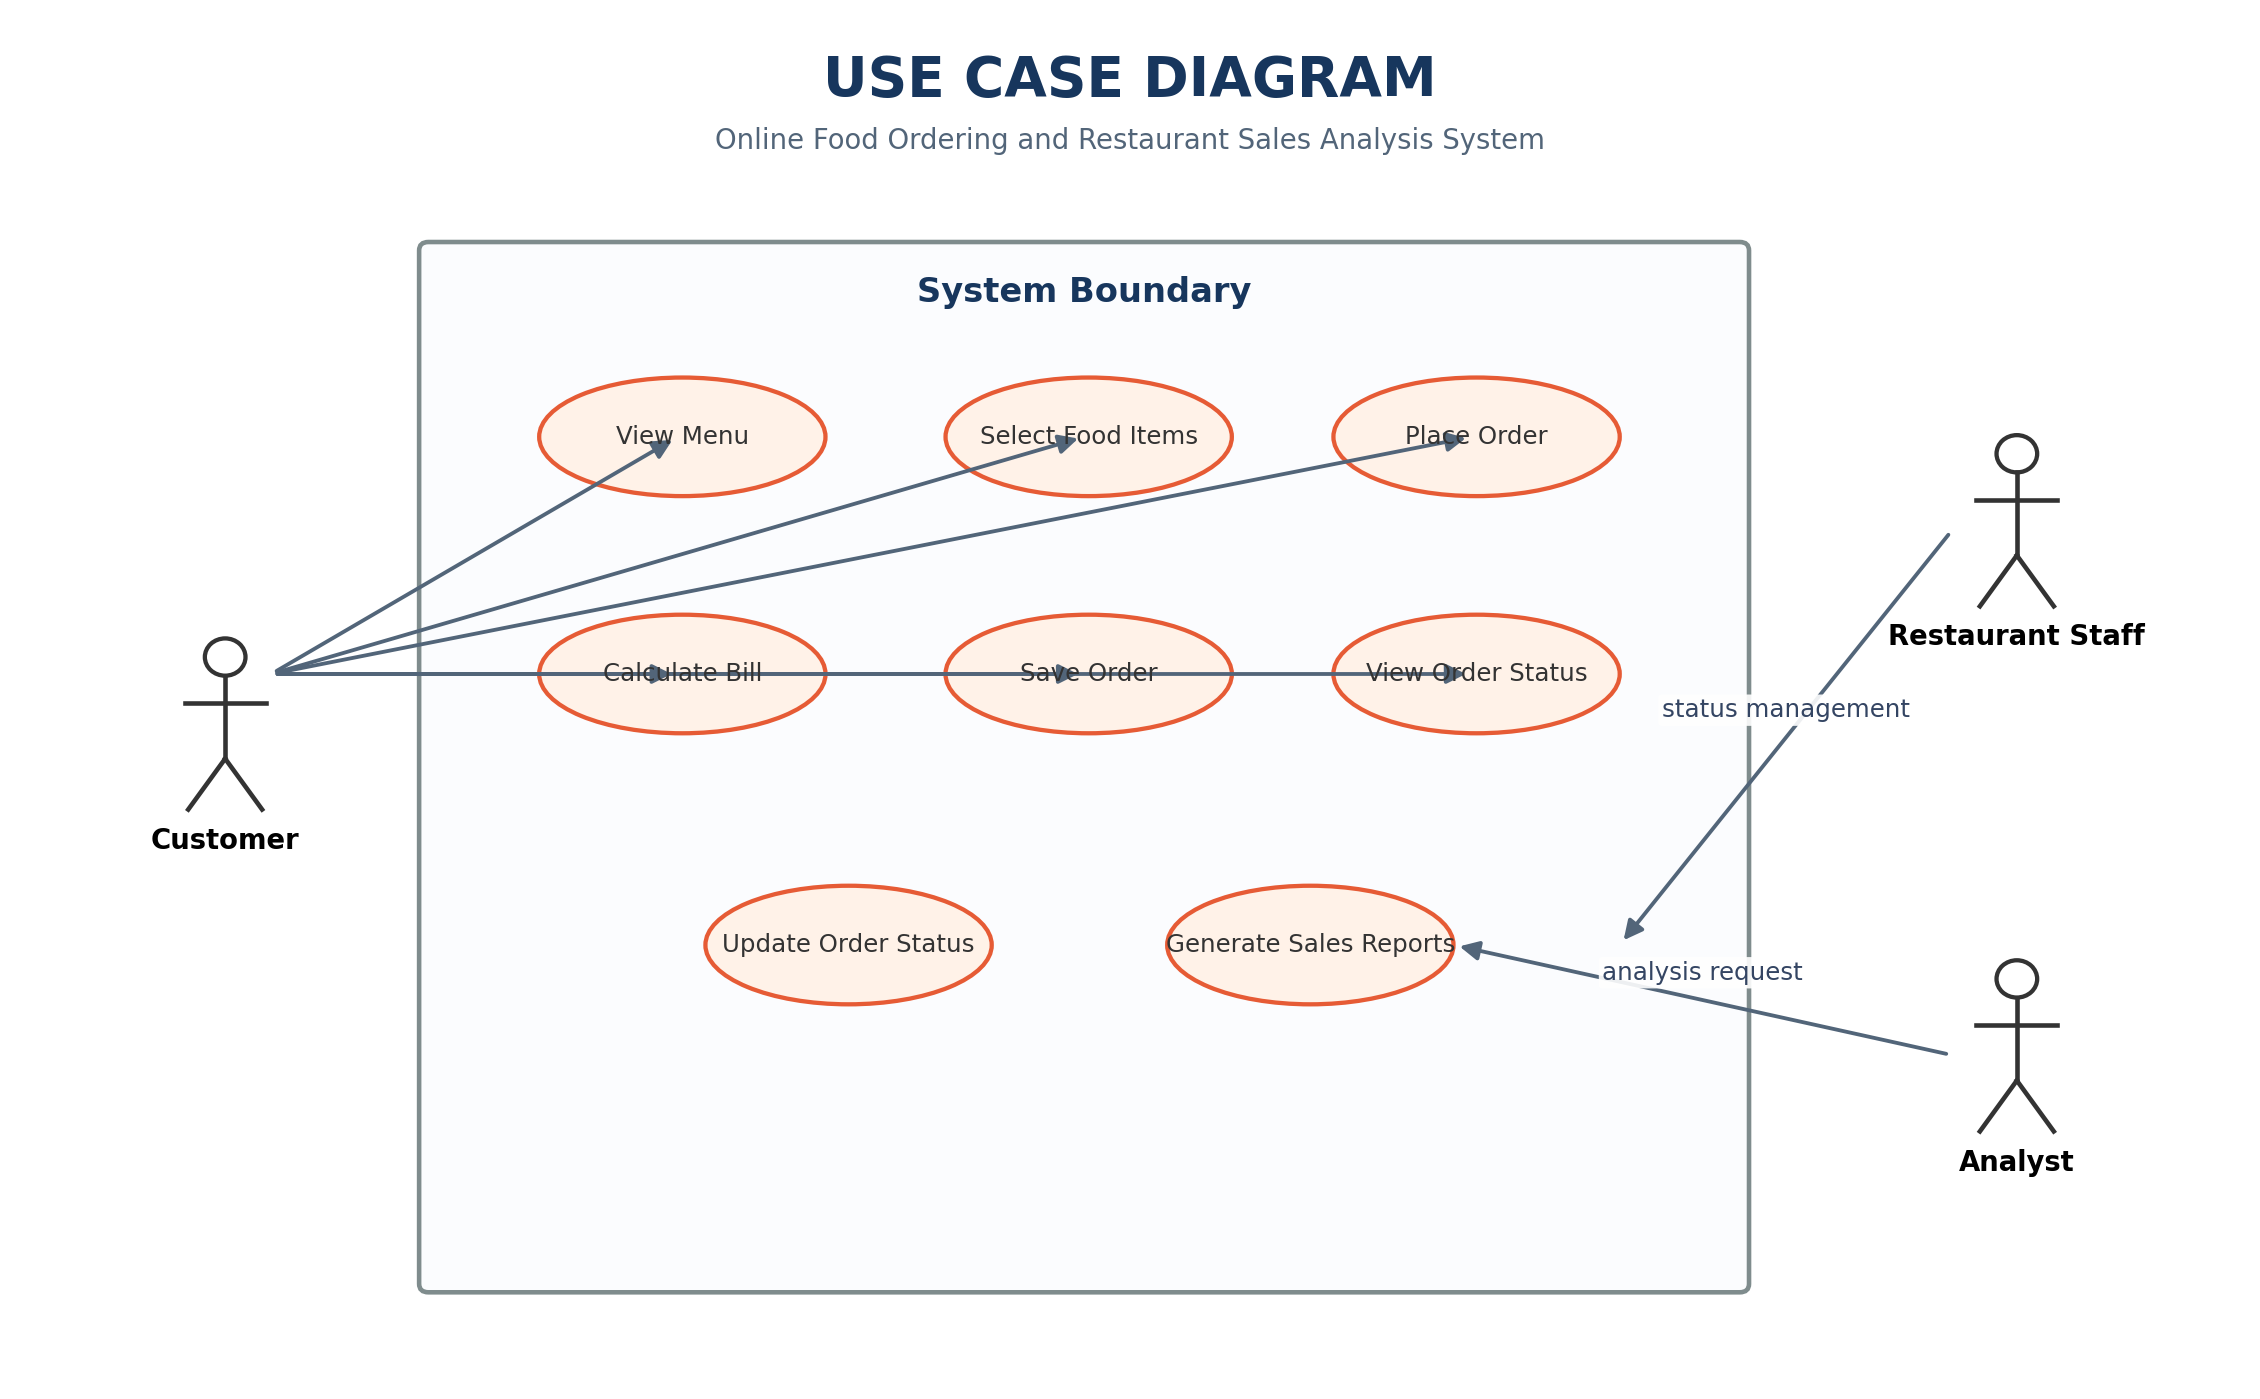 USE CASE DIAGRAM
Online Food Ordering and Restaurant Sales Analysis System
System Boundary
View Menu
Select Food Items
Place Order
Restaurant Staff
Calculate Bill
Save Order
View Order Status
status management
Customer
Update Order Status
Generate Sales Reports
analysis request
Analyst